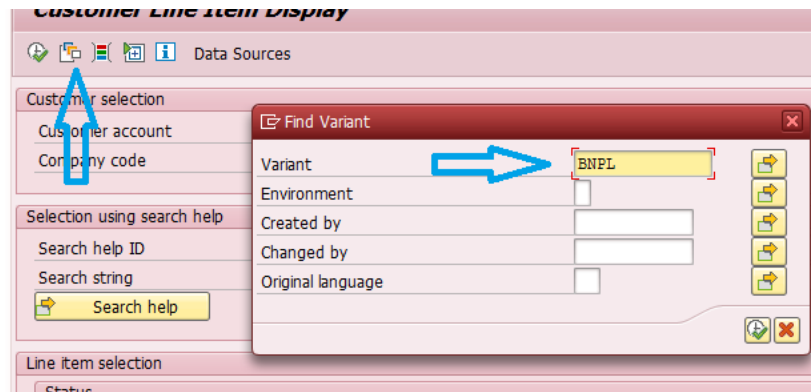 Customer Line Item Display
Data Sources
Customer selection
Customer account
Company code
Selection using search help
Search help ID
Search string
Search help
Line item selection
Status
Find Variant
Variant BNPL
Environment
Created by
Changed by
Original language